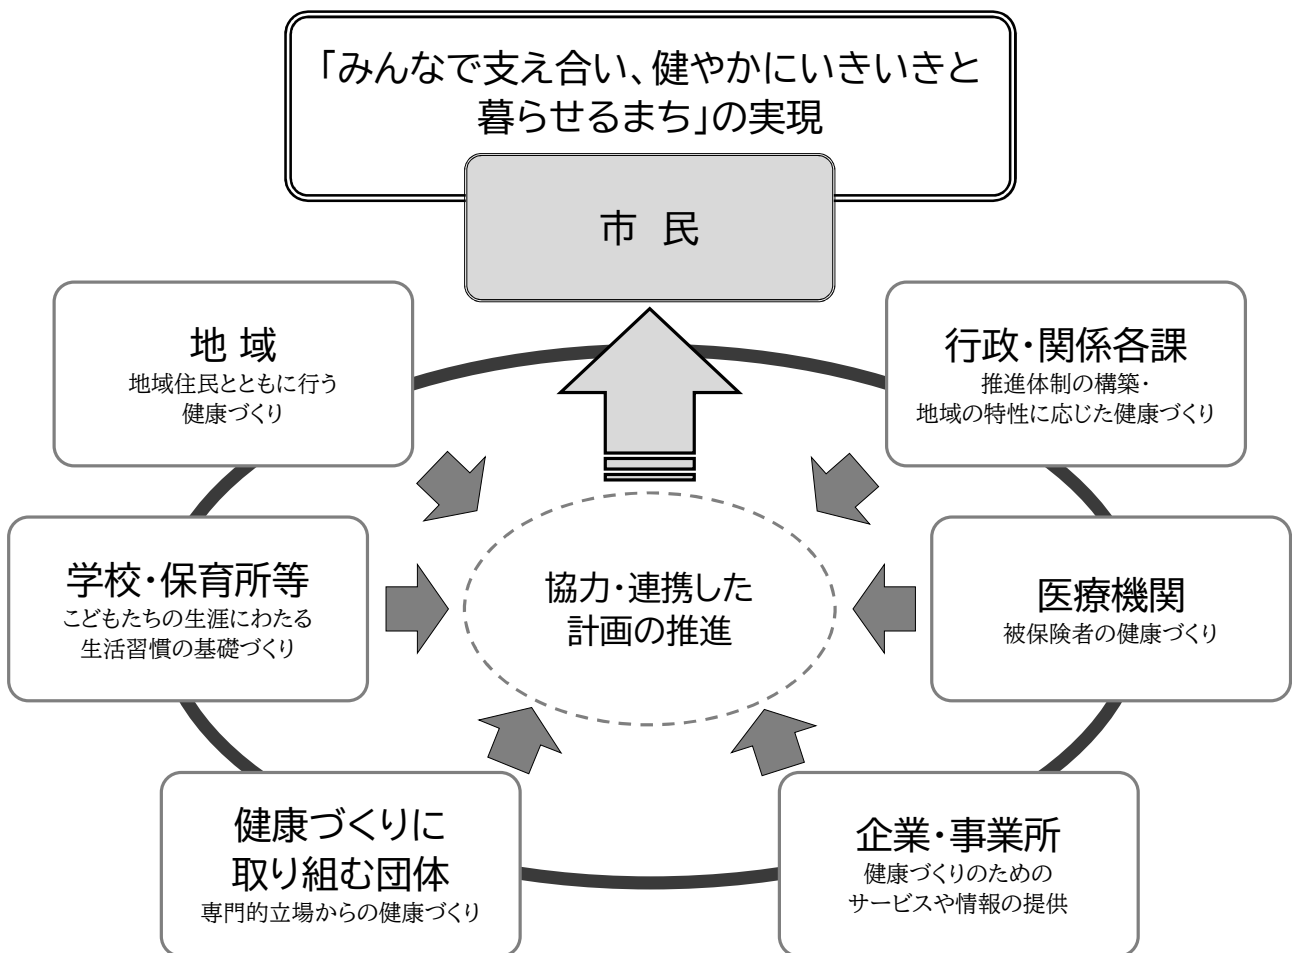 「みんなで支え合い、健やかにいきいきと
暮らせるまち」の実現
市 民
地 域
地域住民とともに行う
健康づくり
行政・関係各課
推進体制の構築・
地域の特性に応じた健康づくり
学校・保育所等
こどもたちの生涯にわたる
生活習慣の基礎づくり
協力・連携した
計画の推進
医療機関
被保険者の健康づくり
健康づくりに
取り組む団体
専門的立場からの健康づくり
企業・事業所
健康づくりのための
サービスや情報の提供